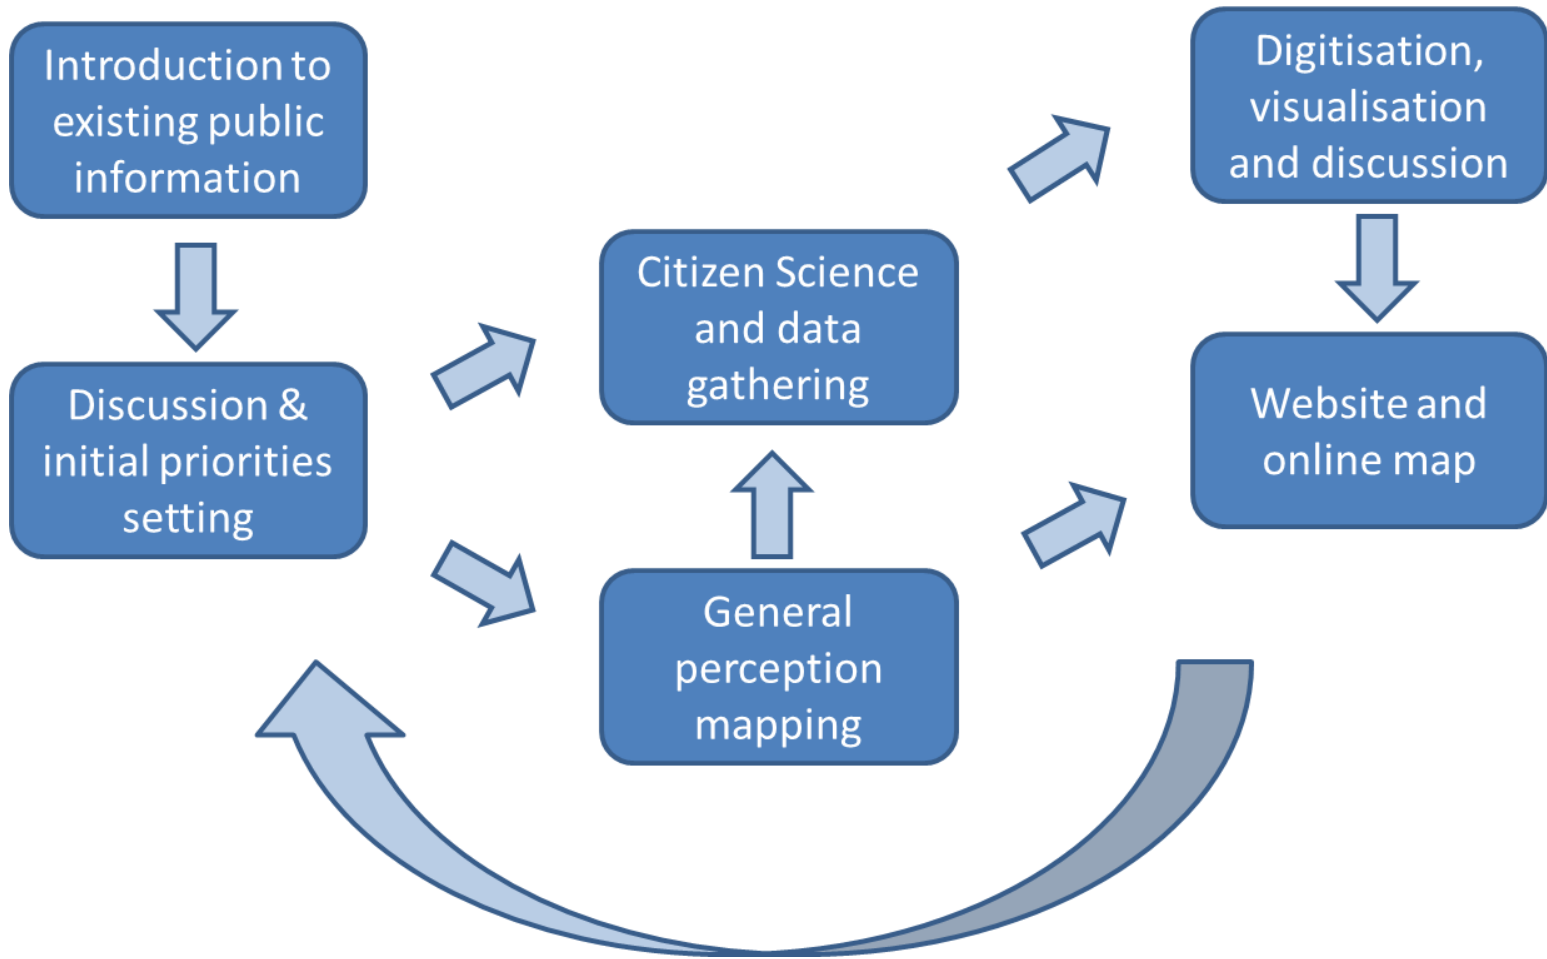 Introduction to
existing public
information
Discussion &
initial priorities
setting
Citizen Science
and data
gathering
General
perception
mapping
Digitisation,
visualisation
and discussion
Website and
online map